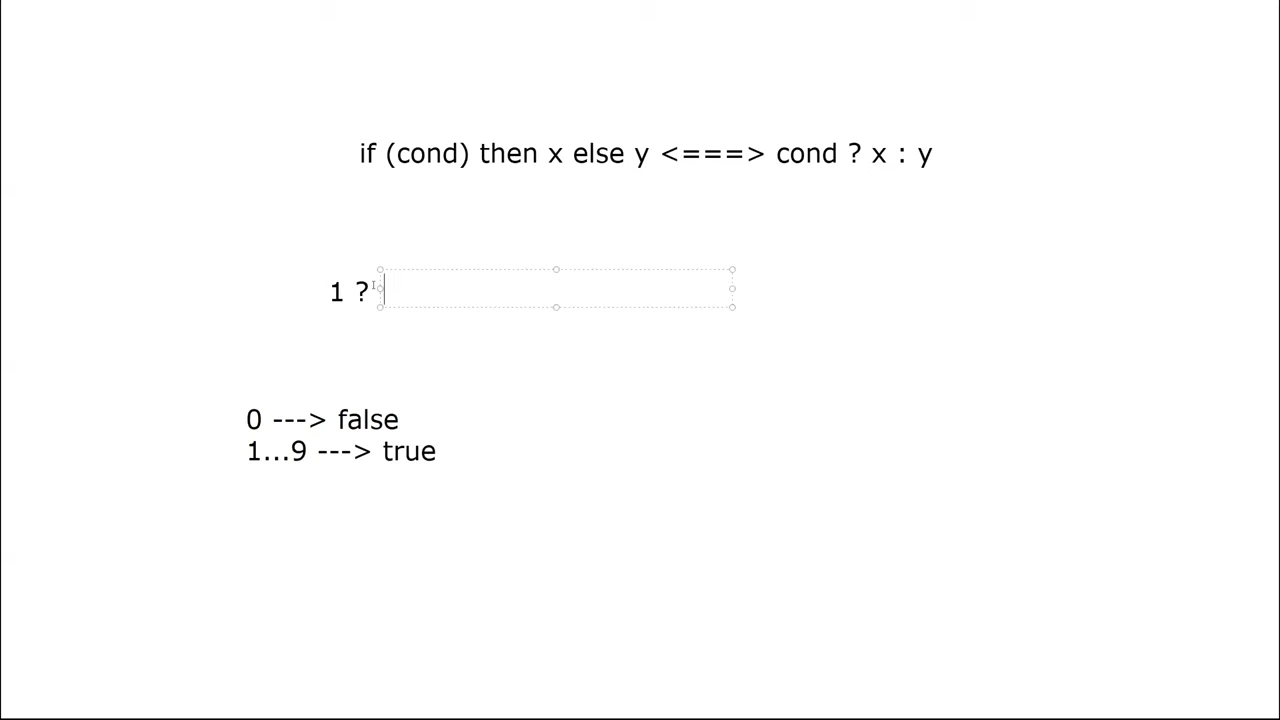 if (cond) then x else y <===> cond ? x : y
1 ?
0 ---> false
1...9 ---> true